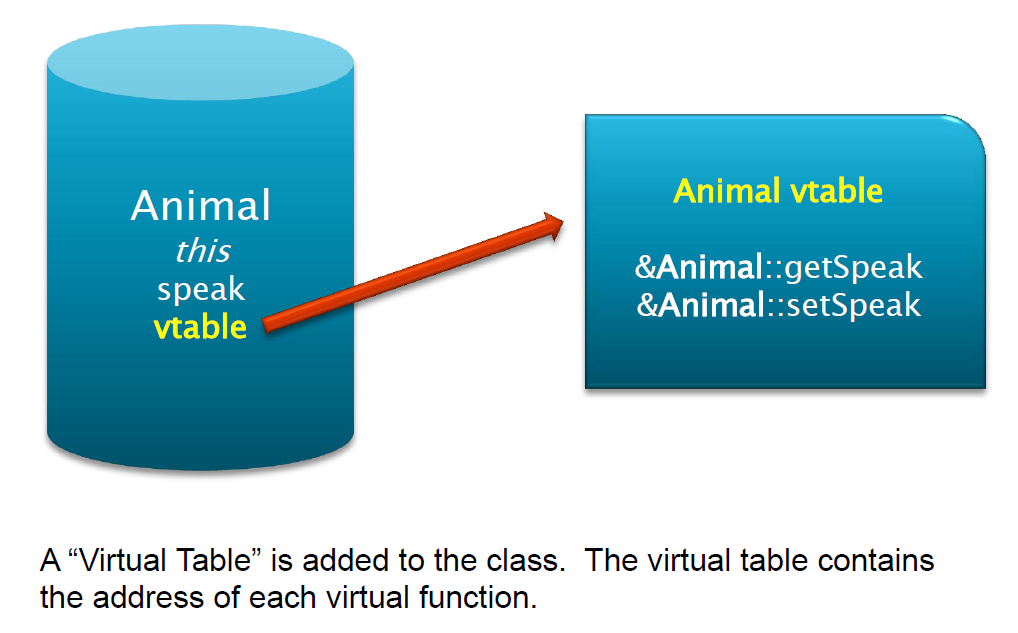 Animal
this
speak
vtable
Animal vtable
&Animal::getSpeak
&Animal::setSpeak
A “Virtual Table” is added to the class.  The virtual table contains
the address of each virtual function.